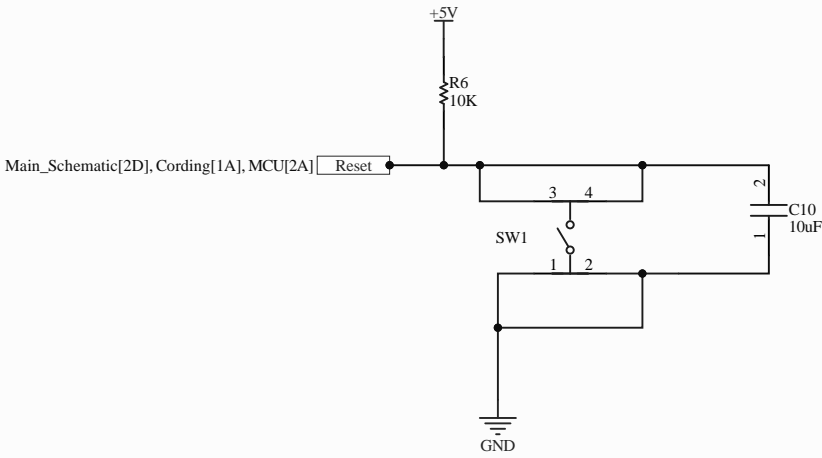 +5V
R6
10K
Main_Schematic[2D], Cording[1A], MCU[2A] Reset
2
3 4
C10
10uF
SW1
1
1 2
GND